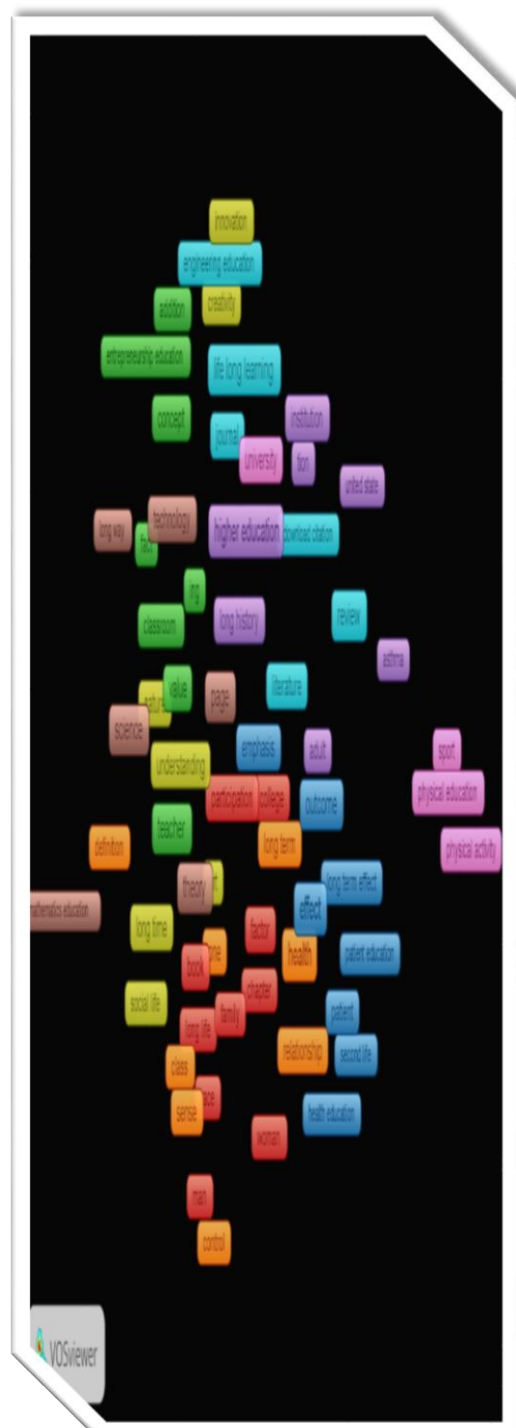 innovation
engineering education
creativity
addition
entrepreneurship education
life long learning
concept
institution
journal
university
tion
united state
technology
long way
higher education
download citation
fact
ing
review
long history
classroom
asthma
literature
value
nature
page
science
emphasis
adult
sport
understanding
physical education
participation
college
outcome
teacher
long term
definition
physical activity
theory
long term effect
effect
mathematics education
long time
factor
one
health
patient education
book
chapter
social life
patient
family
long life
relationship
second life
class
sense
health education
woman
man
control
VOSviewer